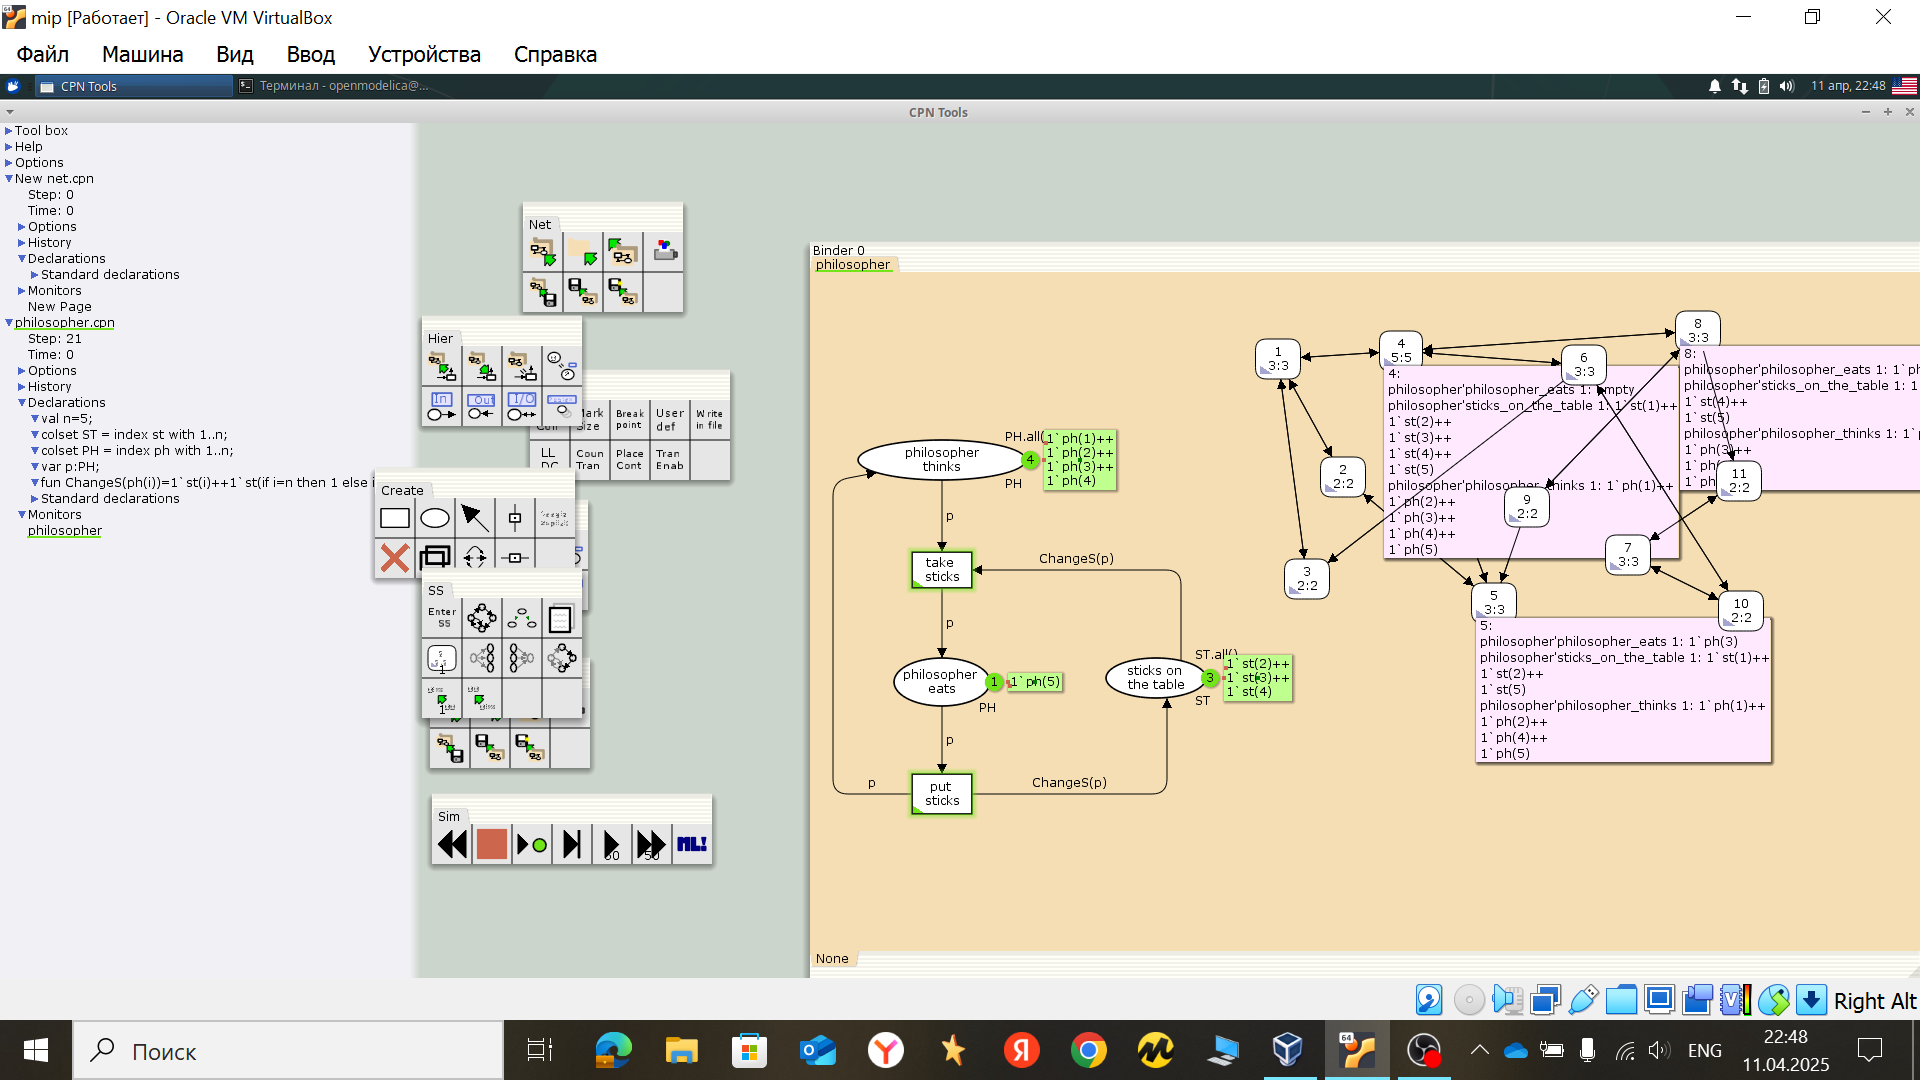 mip [Работает] - Oracle VM VirtualBox
Файл Машина Вид Ввод Устройства Справка
CPN Tools
Терминал - openmodelica@...
11 апр, 22:48
CPN Tools
Tool box
Help
Options
New net.cpn
Step: 0
Time: 0
Options
History
Declarations
Standard declarations
Monitors
New Page
philosopher.cpn
Step: 21
Time: 0
Options
History
Declarations
val n=5;
colset ST = index st with 1..n;
colset PH = index ph with 1..n;
var p:PH;
fun ChangeS(ph(i))=1`st(i)++1`st(if i=n then 1 else i
Standard declarations
Monitors
philosopher
Net
Hier
In Out I/O
Mark Size
Break point
User def
Write in file
LL
Coun Tran
Place Cont
Tran Enab
Create
SS
Enter SS
1
1
Sim
50
50
ML!
Binder 0
philosopher
philosopher thinks
4
PH.all()
PH
1`ph(1)++
1`ph(2)++
1`ph(3)++
1`ph(4)
p
take sticks
ChangeS(p)
p
philosopher eats
1
1`ph(5)
PH
sticks on the table
3
ST.all()
ST
1`st(2)++
1`st(3)++
1`st(4)
p
put sticks
p
ChangeS(p)
1
3:3
4
5:5
6
3:3
8
3:3
2
2:2
9
2:2
11
2:2
7
3:3
3
2:2
5
3:3
10
2:2
4:
philosopher'philosopher_eats 1: empty
philosopher'sticks_on_the_table 1: 1`st(1)++
1`st(2)++
1`st(3)++
1`st(4)++
1`st(5)
philosopher'philosopher_thinks 1: 1`ph(1)++
1`ph(2)++
1`ph(3)++
1`ph(4)++
1`ph(5)
8:
philosopher'philosopher_eats 1: 1`ph
philosopher'sticks_on_the_table 1: 1
1`st(4)++
1`st(5)
philosopher'philosopher_thinks 1: 1`p
1`ph(3)++
1`ph
1`ph
5:
philosopher'philosopher_eats 1: 1`ph(3)
philosopher'sticks_on_the_table 1: 1`st(1)++
1`st(2)++
1`st(5)
philosopher'philosopher_thinks 1: 1`ph(1)++
1`ph(2)++
1`ph(4)++
1`ph(5)
None
Right Alt
Поиск
ENG
22:48
11.04.2025